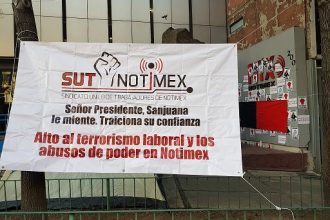 SUT NOTIMEX
SINDICATO ÚNICO DE TRABAJADORES DE NOTIMEX
Señor Presidente, Sanjuana
le miente. Traiciona su confianza
Alto al terrorismo laboral y los
abusos de poder en Notimex